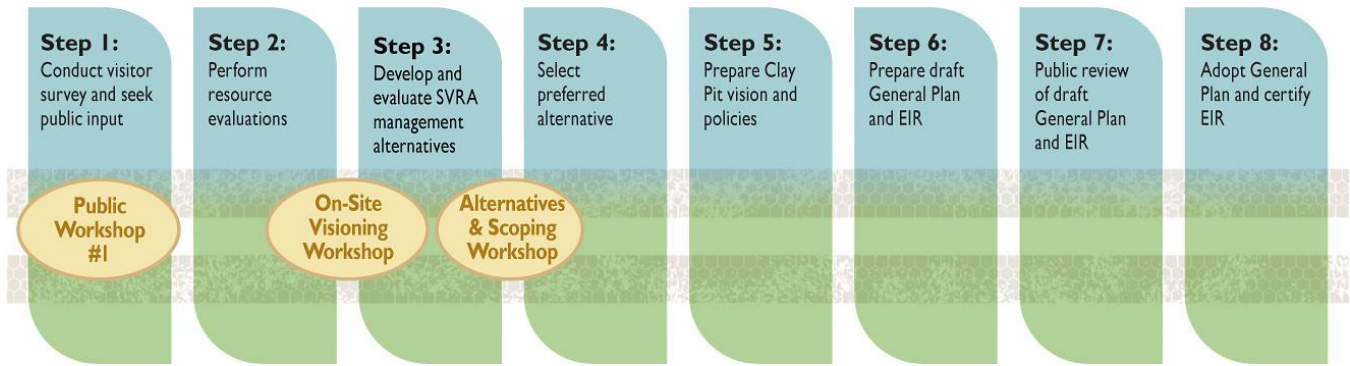 Step 1:
Conduct visitor
survey and seek
public input
Step 2:
Perform
resource
evaluations
Step 3:
Develop and
evaluate SVRA
management
alternatives
Step 4:
Select
preferred
alternative
Step 5:
Prepare Clay
Pit vision and
policies
Step 6:
Prepare draft
General Plan
and EIR
Step 7:
Public review
of draft
General Plan
and EIR
Step 8:
Adopt General
Plan and certify
EIR
Public
Workshop
#1
On-Site
Visioning
Workshop
Alternatives
& Scoping
Workshop